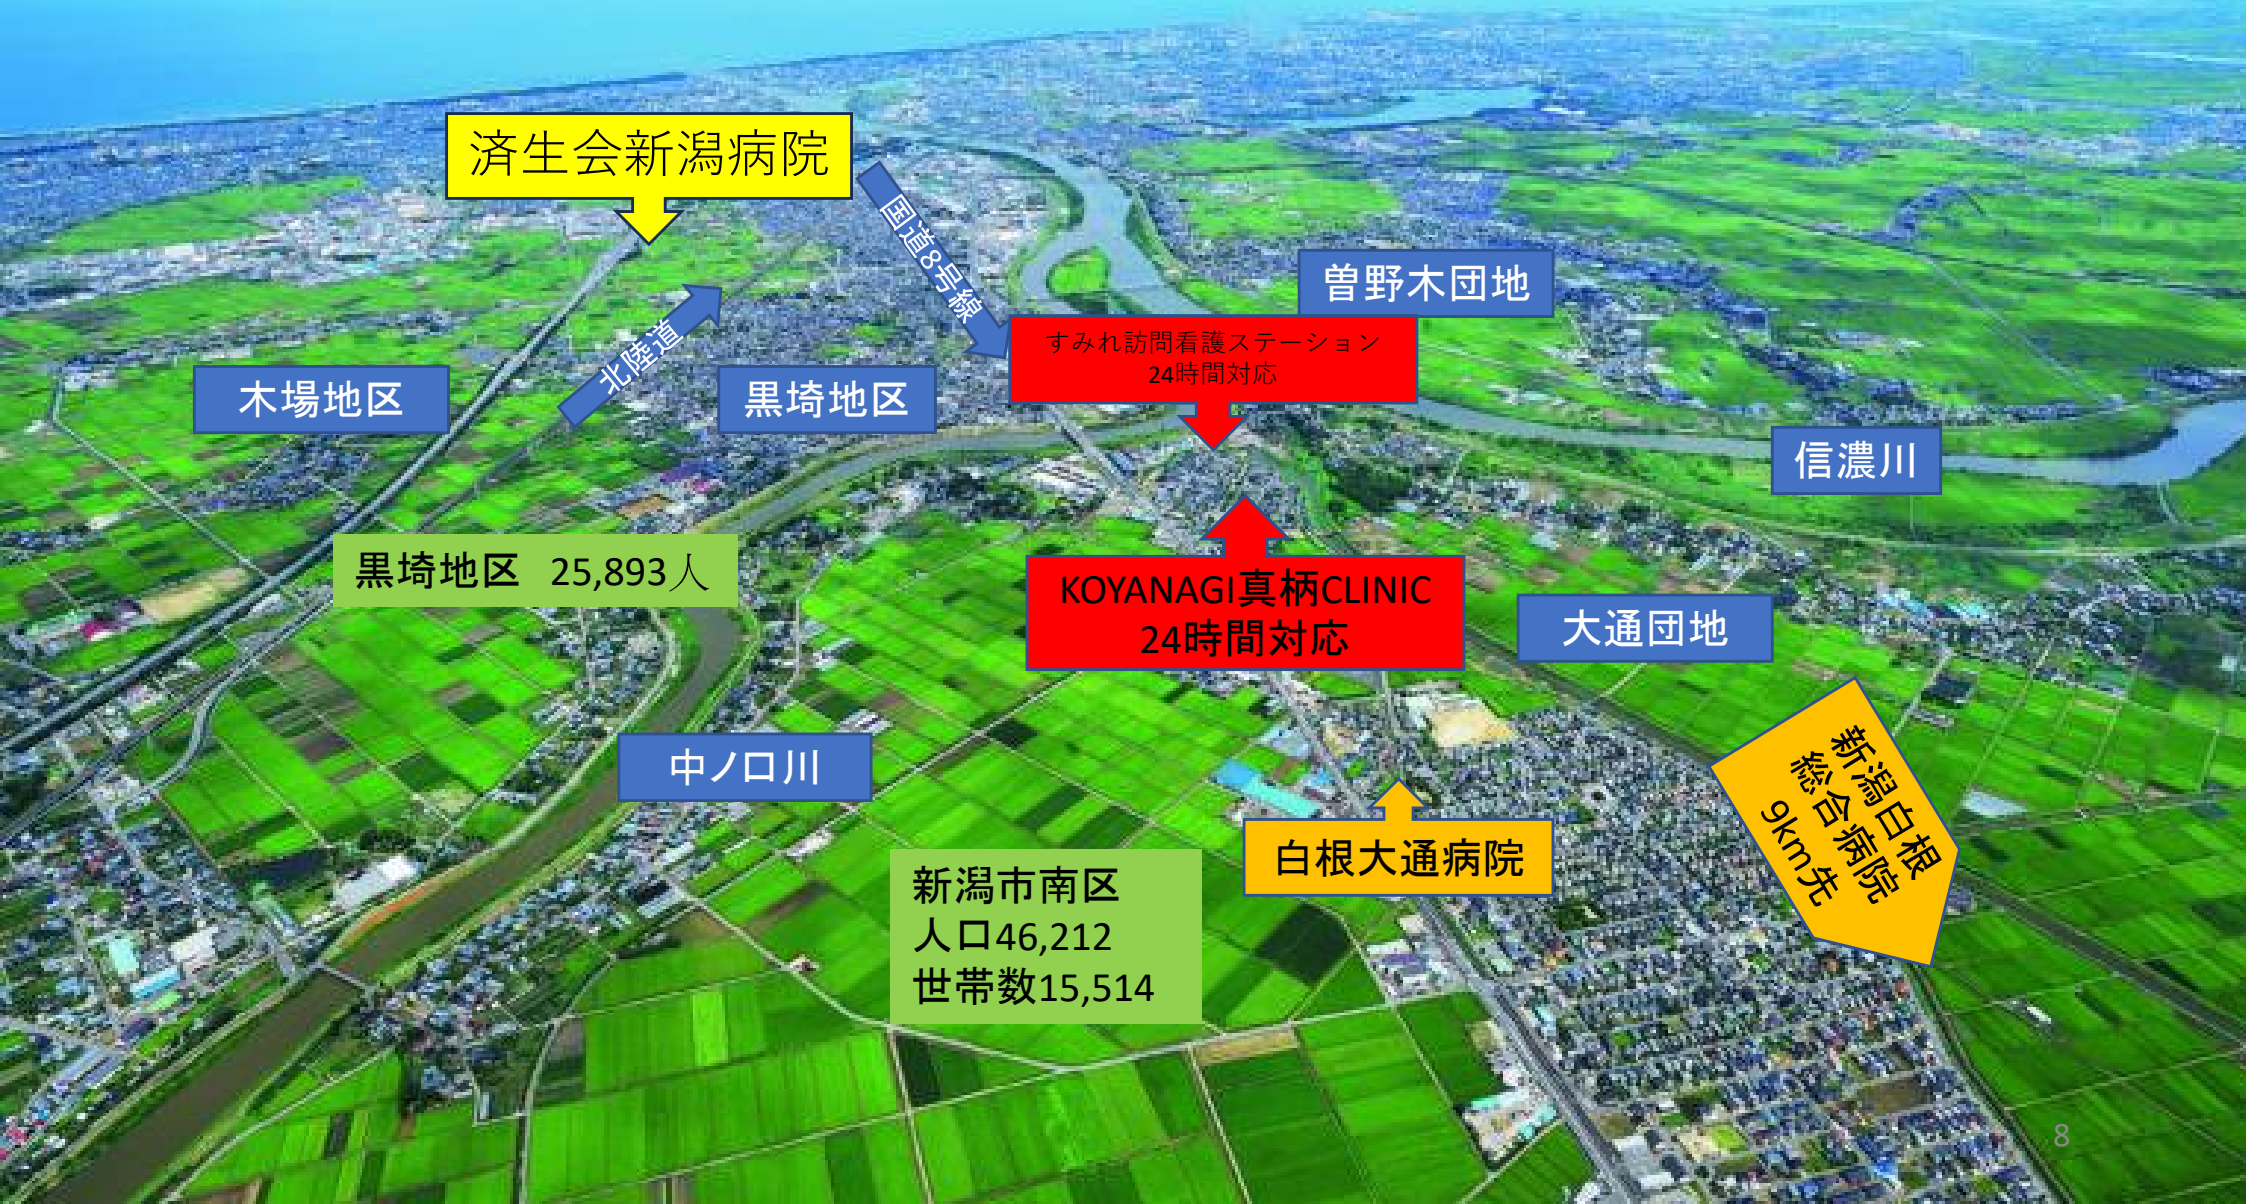 済生会新潟病院
国道8号線
曽野木団地
すみれ訪問看護ステーション
24時間対応
北陸道
木場地区
黒埼地区
信濃川
黒埼地区 25,893人
KOYANAGI真柄CLINIC
24時間対応
大通団地
新潟白根
総合病院
9km先
中ノ口川
白根大通病院
新潟市南区
人口46,212
世帯数15,514
8